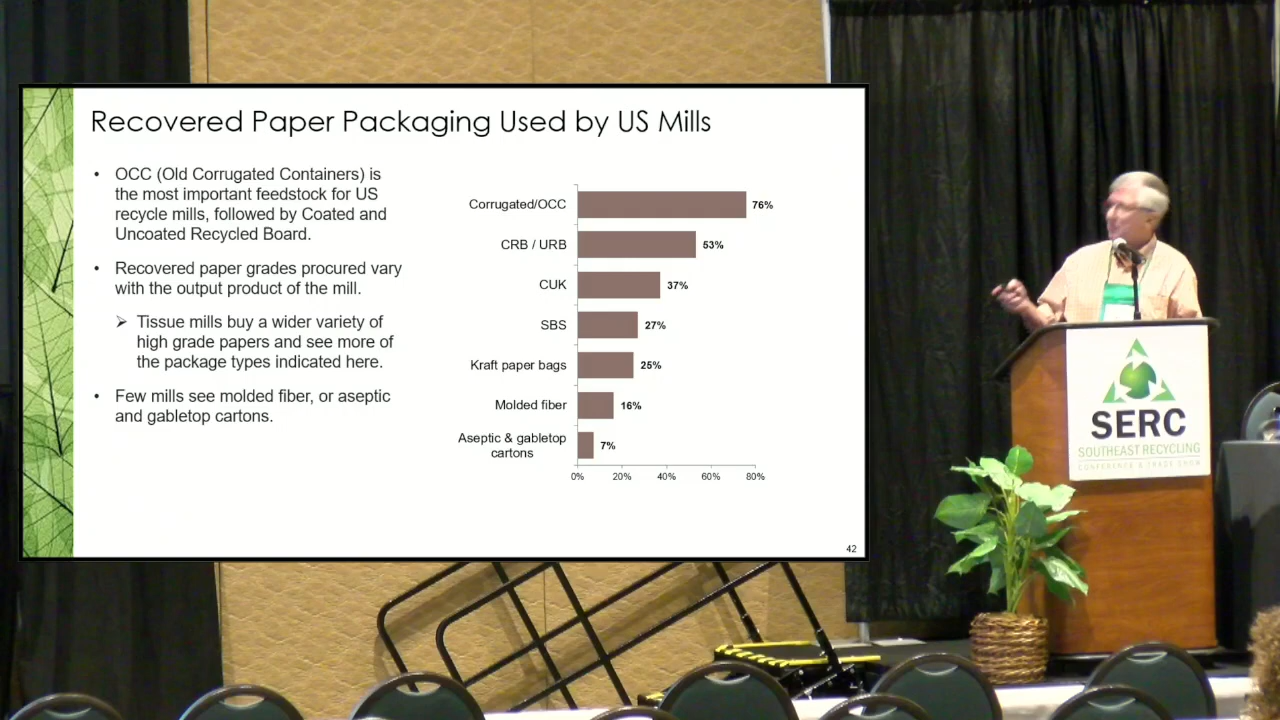 Recovered Paper Packaging Used by US Mills
• OCC (Old Corrugated Containers) is
the most important feedstock for US
recycle mills, followed by Coated and
Uncoated Recycled Board.
• Recovered paper grades procured vary
with the output product of the mill.
➢ Tissue mills buy a wider variety of
high grade papers and see more of
the package types indicated here.
• Few mills see molded fiber, or aseptic
and gabletop cartons.
Corrugated/OCC 76%
CRB / URB 53%
CUK 37%
SBS 27%
Kraft paper bags 25%
Molded fiber 16%
Aseptic & gabletop
cartons 7%
0% 20% 40% 60% 80%
42
SERC
SOUTHEAST RECYCLING
CONFERENCE & TRADE SHOW